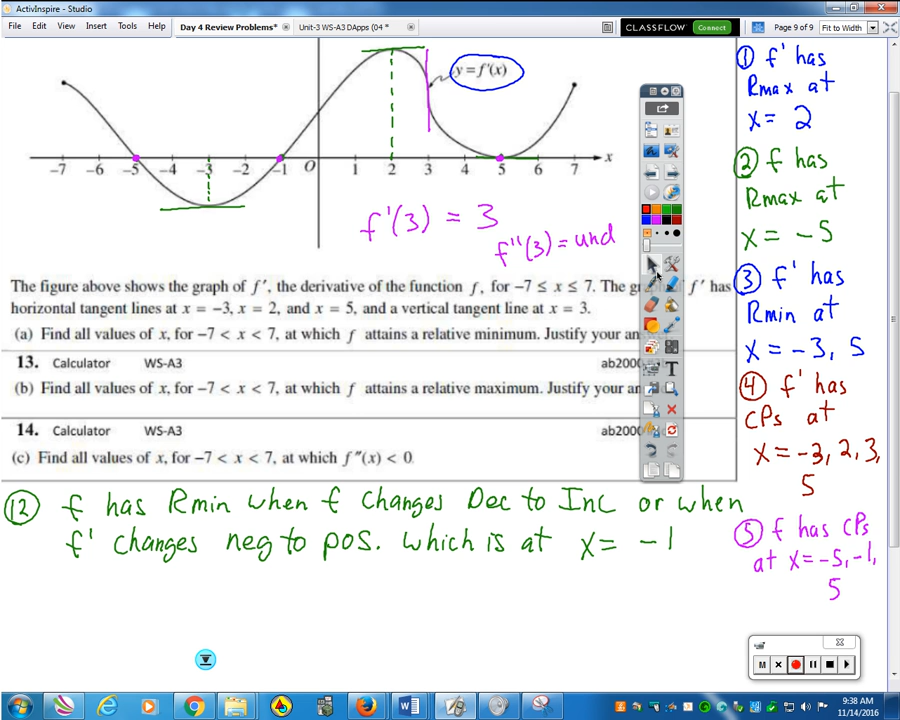 ActivInspire - Studio
File Edit View Insert Tools Help
Day 4 Review Problems* Unit-3 WS-A3 DApps (04 *
CLASSFLOW Connect
Page 9 of 9 Fit to Width
y = f'(x)
-7 -6 -5 -4 -3 -2 -1 O 1 2 3 4 5 6 7 x
f'(3) = 3
f''(3) = und
The figure above shows the graph of f', the derivative of the function f, for −7 ≤ x ≤ 7. The gr f' has
horizontal tangent lines at x = −3, x = 2, and x = 5, and a vertical tangent line at x = 3.
(a) Find all values of x, for −7 < x < 7, at which f attains a relative minimum. Justify your an
13. Calculator WS-A3 ab2000
(b) Find all values of x, for −7 < x < 7, at which f attains a relative maximum. Justify your an
14. Calculator WS-A3 ab2000
(c) Find all values of x, for −7 < x < 7, at which f''(x) < 0.
⑫ f has Rmin when f changes Dec to Inc or when
f' changes neg to pos. which is at x = -1
① f' has
Rmax at
x = 2
② f has
Rmax at
x = -5
③ f' has
Rmin at
x = -3, 5
④ f' has
CPs at
x = -3, 2, 3,
5
⑤ f has CPs
at x = -5, -1,
5
T
M
9:38 AM
11/14/2016